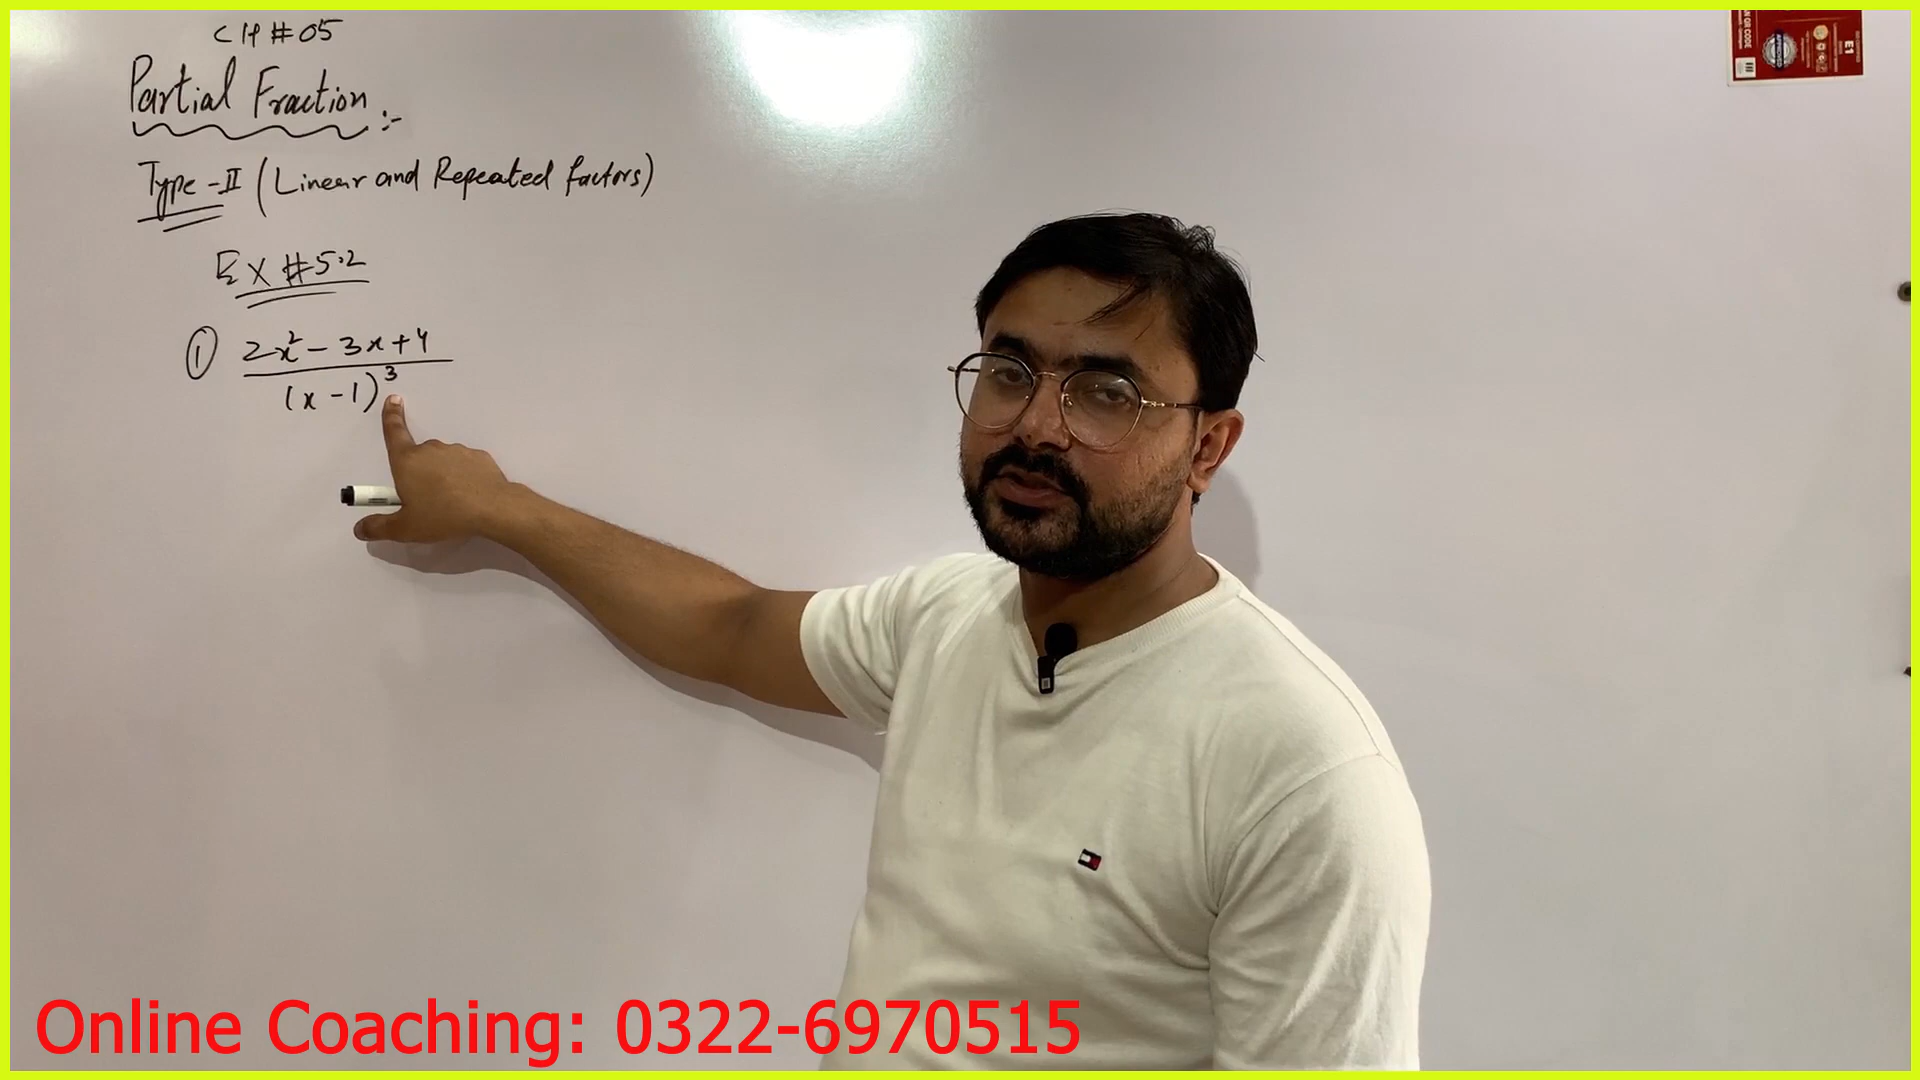 CH # 05
Partial Fraction :-
Type - II (Linear and Repeated factors)
Ex # 5.2
① 2x² - 3x + 4
(x - 1)³
Online Coaching: 0322-6970515